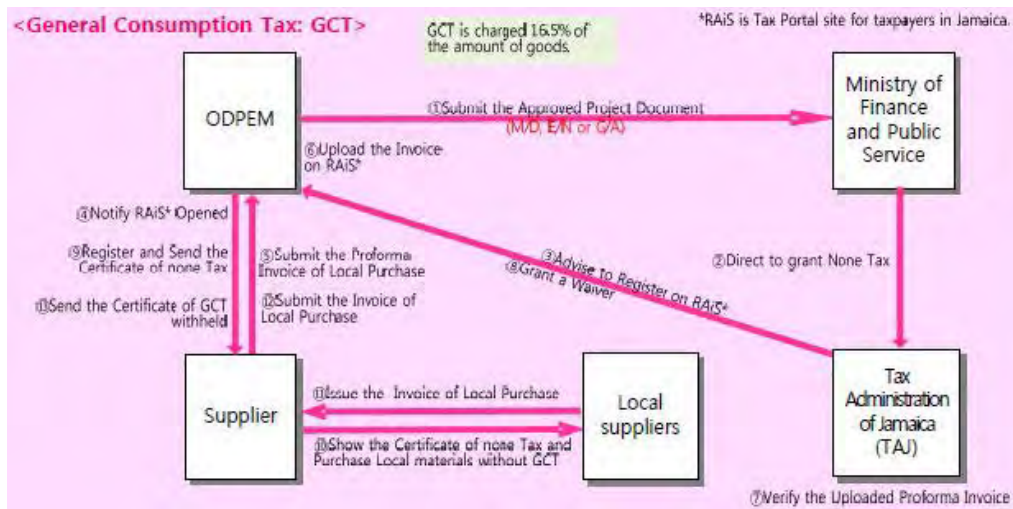 <General Consumption Tax: GCT>
GCT is charged 16.5% of
the amount of goods.
*RAiS is Tax Portal site for taxpayers in Jamaica.
ODPEM
①Submit the Approved Project Document
(M/D, E/N or G/A)
Ministry of
Finance
and Public
Service
⑥Upload the Invoice
on RAiS*
④Notify RAiS* Opened
⑨Register and Send the
Certificate of none Tax
⑤Submit the Proforma
Invoice of Local Purchase
③Advise to Register on RAiS*
⑧Grant a Waiver
②Direct to grant None Tax
⑬Send the Certificate of GCT
withheld
⑫Submit the Invoice of
Local Purchase
Supplier
⑪Issue the Invoice of Local Purchase
⑩Show the Certificate of none Tax and
Purchase Local materials without GCT
Local
suppliers
Tax
Administration
of Jamaica
(TAJ)
⑦Verify the Uploaded Proforma Invoice